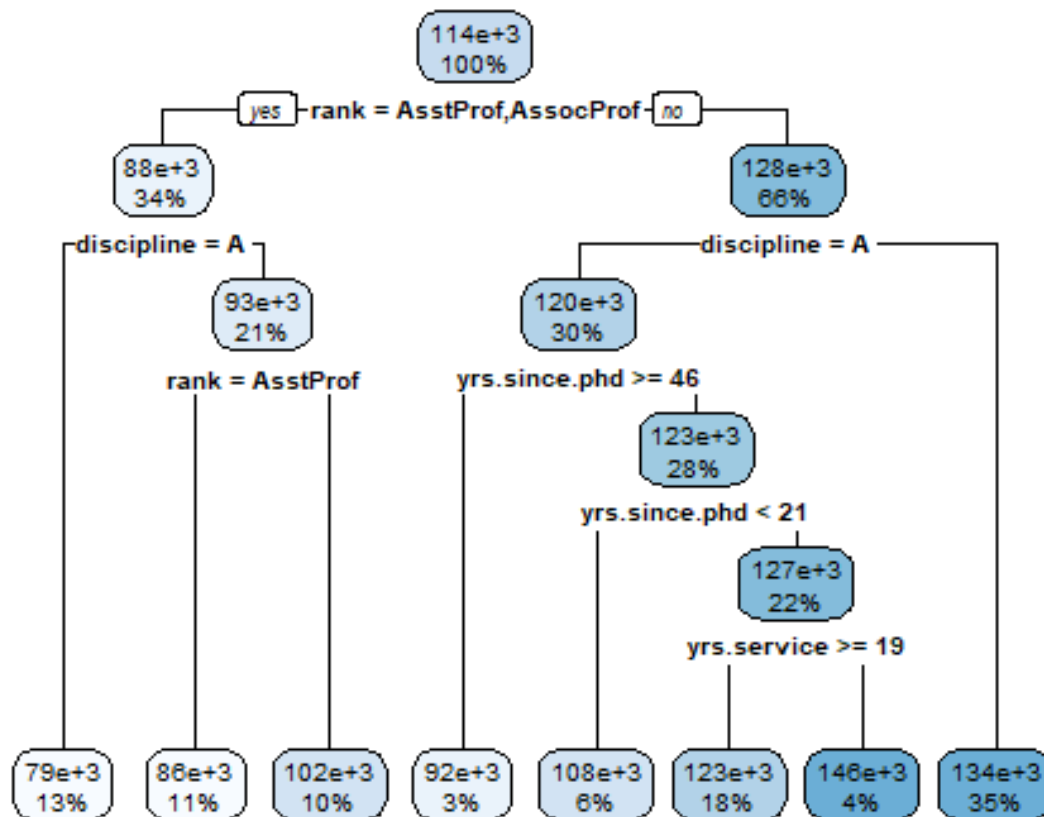 114e+3
100%
yes rank = AsstProf,AssocProf no
88e+3
34%
128e+3
66%
discipline = A
discipline = A
93e+3
21%
120e+3
30%
rank = AsstProf
yrs.since.phd >= 46
123e+3
28%
yrs.since.phd < 21
127e+3
22%
yrs.service >= 19
79e+3
13%
86e+3
11%
102e+3
10%
92e+3
3%
108e+3
6%
123e+3
18%
146e+3
4%
134e+3
35%